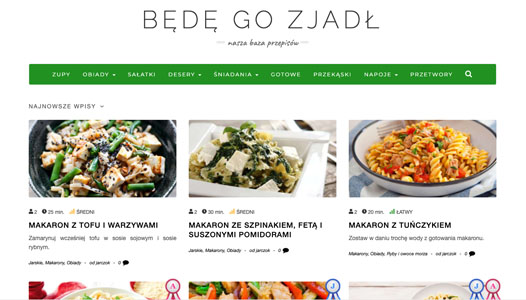 BĘDĘ GO ZJADŁ
nasza baza przepisów
ZUPY OBIADY SAŁATKI DESERY ŚNIADANIA GOTOWE PRZEKĄSKI NAPOJE PRZETWORY
NAJNOWSZE WPISY
2 25 min. ŚREDNI
MAKARON Z TOFU I WARZYWAMI
Zamarynuj wcześniej tofu w sosie sojowym i sosie
rybnym.
Jarskie, Makarony, Obiady • od jarczok • 0
2 30 min. ŚREDNI
MAKARON ZE SZPINAKIEM, FETĄ I
SUSZONYMI POMIDORAMI
Jarskie, Makarony, Obiady • od jarczok • 0
2 20 min. ŁATWY
MAKARON Z TUŃCZYKIEM
Zostaw w daniu trochę wody z gotowania makaronu.
Makarony, Obiady, Ryby / owoce morza • od jarczok • 0
A
J
J
A